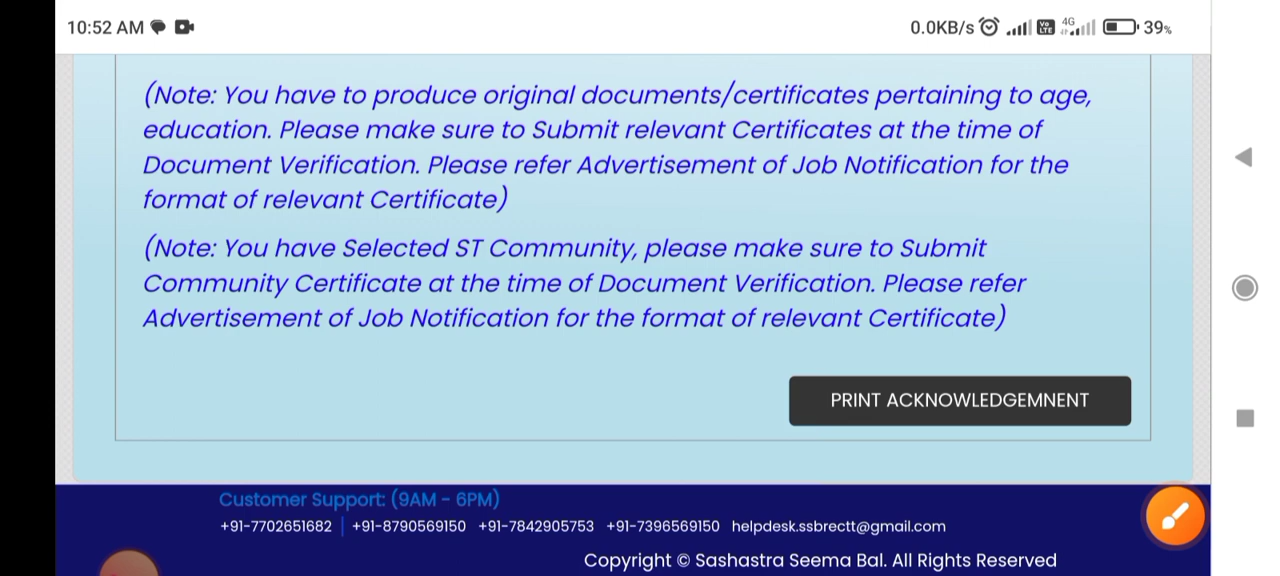 10:52 AM
0.0KB/s Vo LTE 4G 39%
(Note: You have to produce original documents/certificates pertaining to age,
education. Please make sure to Submit relevant Certificates at the time of
Document Verification. Please refer Advertisement of Job Notification for the
format of relevant Certificate)
(Note: You have Selected ST Community, please make sure to Submit
Community Certificate at the time of Document Verification. Please refer
Advertisement of Job Notification for the format of relevant Certificate)
PRINT ACKNOWLEDGEMNENT
Customer Support: (9AM - 6PM)
+91-7702651682 | +91-8790569150 +91-7842905753 +91-7396569150 helpdesk.ssbrectt@gmail.com
Copyright © Sashastra Seema Bal. All Rights Reserved